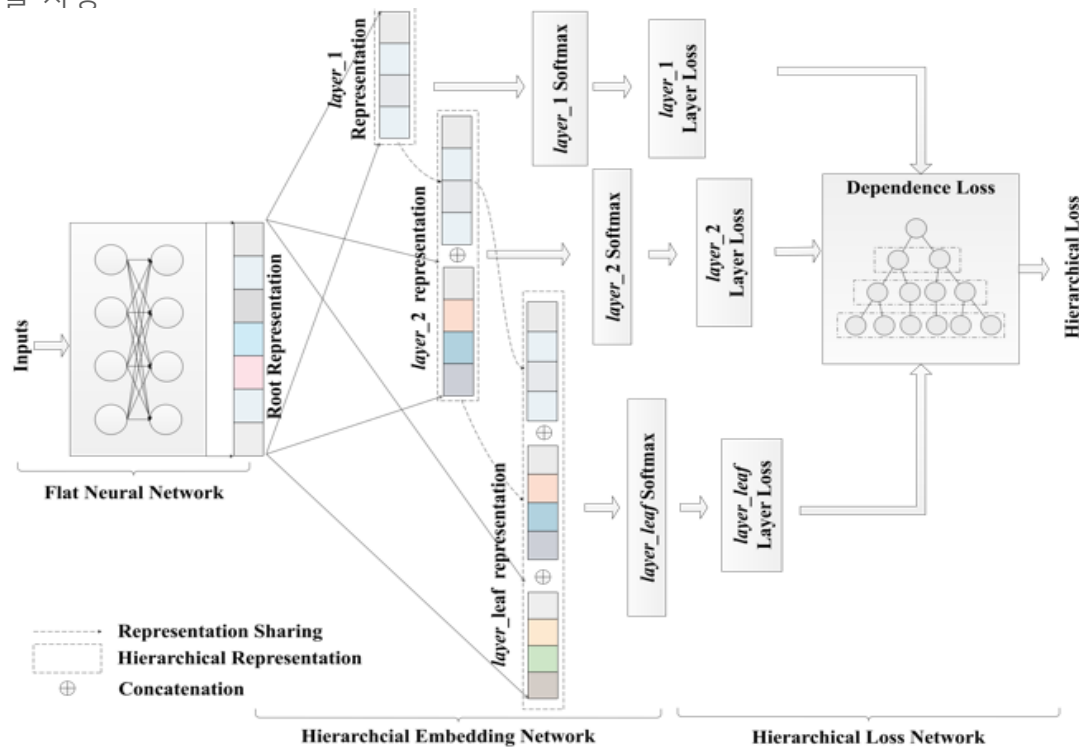 layer_1
Representation
layer_1 Softmax
layer_1
Layer Loss
layer_2 representation
layer_2 Softmax
layer_2
Layer Loss
Dependence Loss
Hierarchical Loss
Inputs
Root Representation
Flat Neural Network
layer_leaf representation
layer_leaf Softmax
layer_leaf
Layer Loss
Representation Sharing
Hierarchical Representation
Concatenation
Hierarchcial Embedding Network
Hierarchical Loss Network